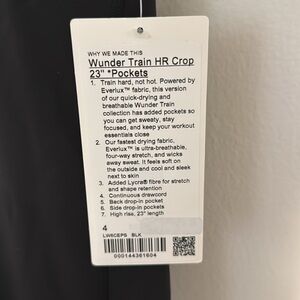 WHY WE MADE THIS
Wunder Train HR Crop
23" *Pockets
1. Train hard, not hot. Powered by
Everlux™ fabric, this version
of our quick-drying and
breathable Wunder Train
collection has added pockets so
you can get sweaty, stay
focused, and keep your workout
essentials close
2. Our fastest drying fabric,
Everlux™ is ultra-breathable,
four-way stretch, and wicks
away sweat. It feels soft on
the outside and cool and sleek
next to skin
3. Added Lycra® fibre for stretch
and shape retention
4. Continuous drawcord
5. Back drop-in pocket
6. Side drop-in pockets
7. High rise, 23" length
4
LW6CEPS BLK
000144361604